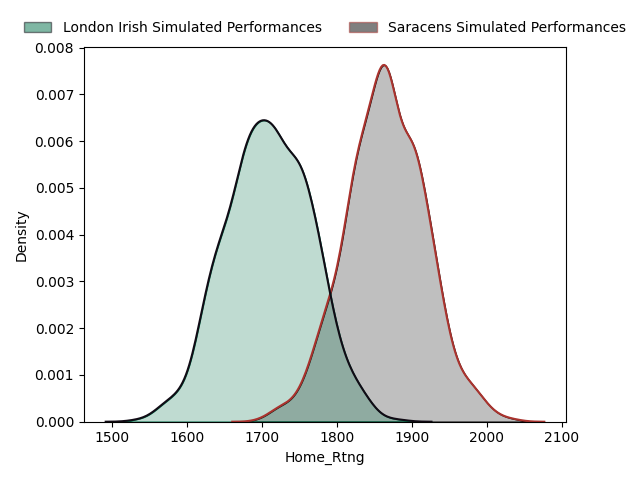 London Irish Simulated Performances Saracens Simulated Performances
0.008
0.007
0.006
0.005
0.004
0.003
0.002
0.001
0.000
Density
1500 1600 1700 1800 1900 2000 2100
Home_Rtng